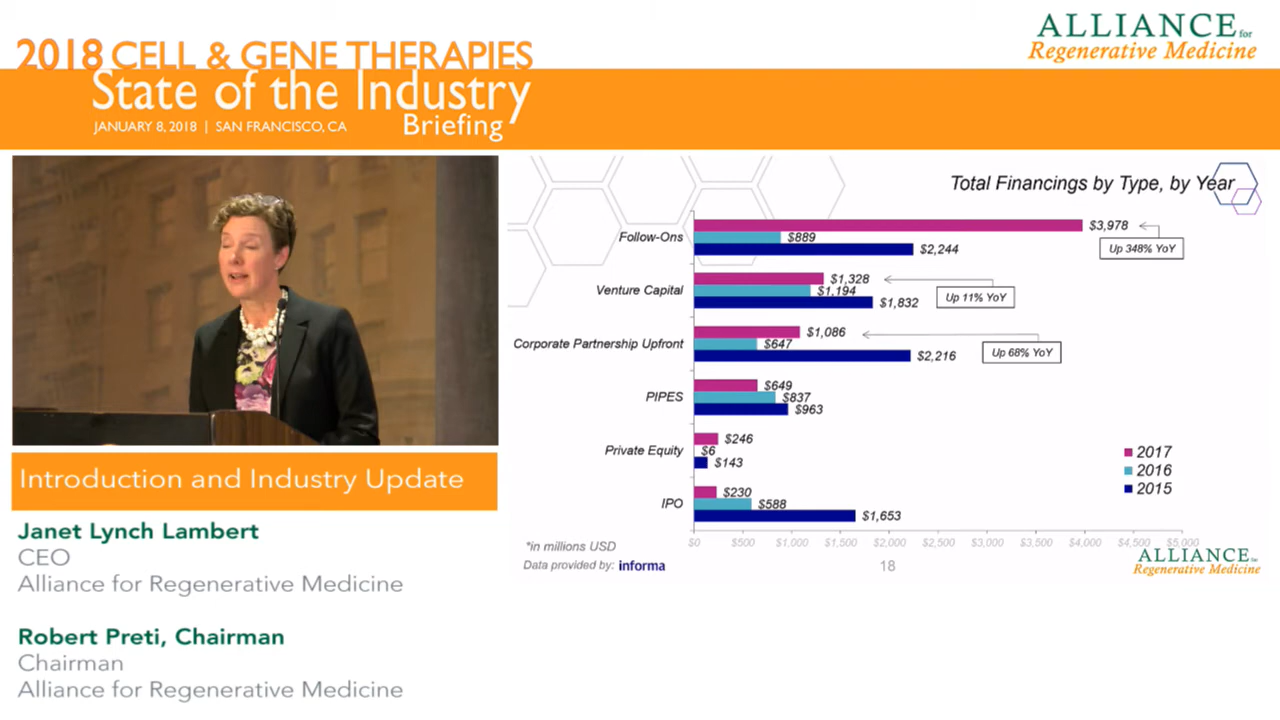 2018 CELL & GENE THERAPIES
State of the Industry
JANUARY 8, 2018 | SAN FRANCISCO, CA
Briefing
ALLIANCE for
Regenerative Medicine
Total Financings by Type, by Year
Follow-Ons
$3,978
$889
$2,244
Up 348% YoY
Venture Capital
$1,328
$1,194
$1,832
Up 11% YoY
Corporate Partnership Upfront
$1,086
$647
$2,216
Up 68% YoY
PIPES
$649
$837
$963
Private Equity
$246
$6
$143
IPO
$230
$588
$1,653
2017
2016
2015
$0 $500 $1,000 $1,500 $2,000 $2,500 $3,000 $3,500 $4,000 $4,500 $5,000
*in millions USD
Data provided by: informa
18
ALLIANCE for
Regenerative Medicine
Introduction and Industry Update
Janet Lynch Lambert
CEO
Alliance for Regenerative Medicine
Robert Preti, Chairman
Chairman
Alliance for Regenerative Medicine